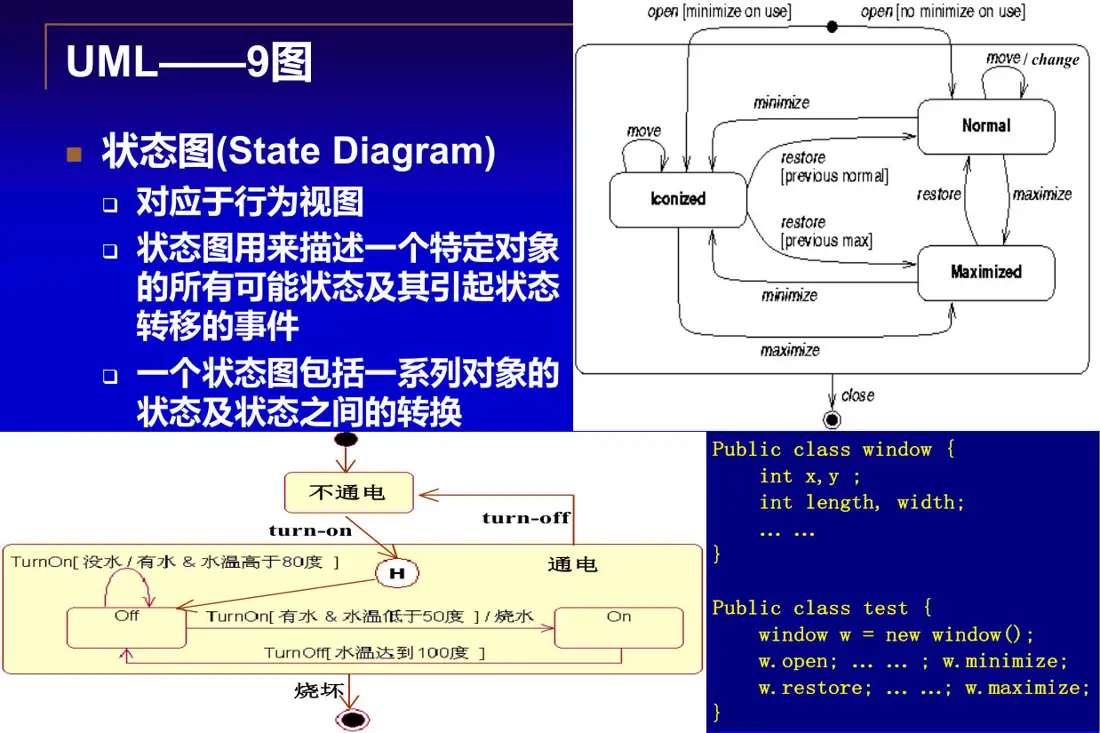 UML——9图
状态图(State Diagram)
对应于行为视图
状态图用来描述一个特定对象
的所有可能状态及其引起状态
转移的事件
一个状态图包括一系列对象的
状态及状态之间的转换
open [minimize on use]
open [no minimize on use]
move / change
minimize
Normal
move
restore
[previous normal]
Iconized
restore
maximize
restore
[previous max]
Maximized
minimize
maximize
close
不通电
turn-on
turn-off
TurnOn[ 没水 / 有水 & 水温高于80度 ]
通电
H
Off
TurnOn[ 有水 & 水温低于50度 ] / 烧水
On
TurnOff[ 水温达到100度 ]
烧坏
Public class window {
int x,y ;
int length, width;
… …
}
Public class test {
window w = new window();
w.open; … … ; w.minimize;
w.restore; … …; w.maximize;
}